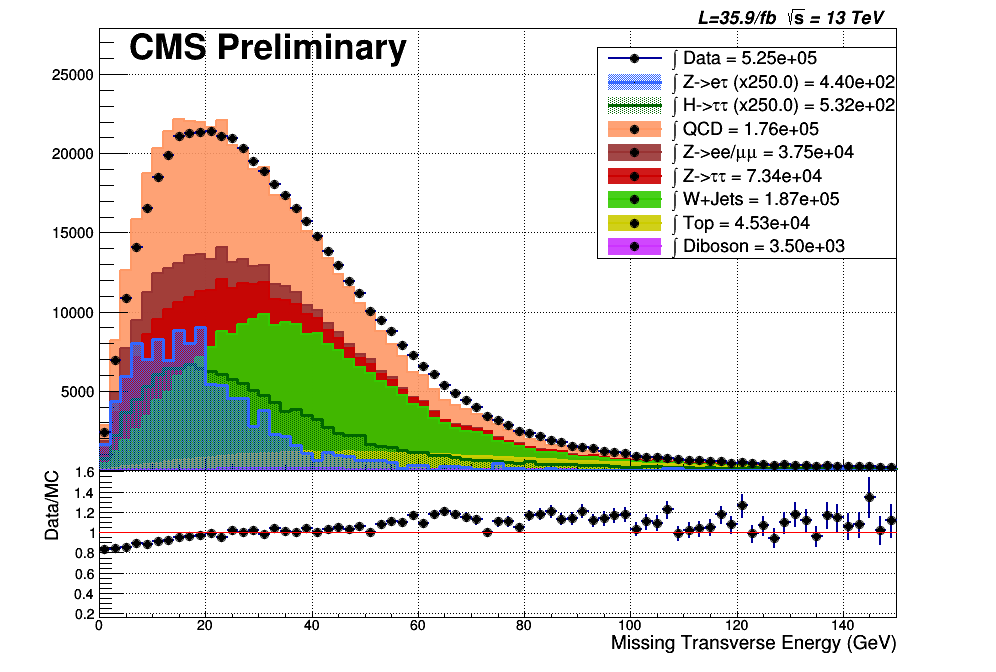 L=35.9/fb √s = 13 TeV
CMS Preliminary
∫ Data = 5.25e+05
∫ Z->eτ (x250.0) = 4.40e+02
∫ H->ττ (x250.0) = 5.32e+02
∫ QCD = 1.76e+05
∫ Z->ee/μμ = 3.75e+04
∫ Z->ττ = 7.34e+04
∫ W+Jets = 1.87e+05
∫ Top = 4.53e+04
∫ Diboson = 3.50e+03
25000
20000
15000
10000
5000
Data/MC
1.6
1.4
1.2
1
0.8
0.6
0.4
0.2
0 20 40 60 80 100 120 140
Missing Transverse Energy (GeV)